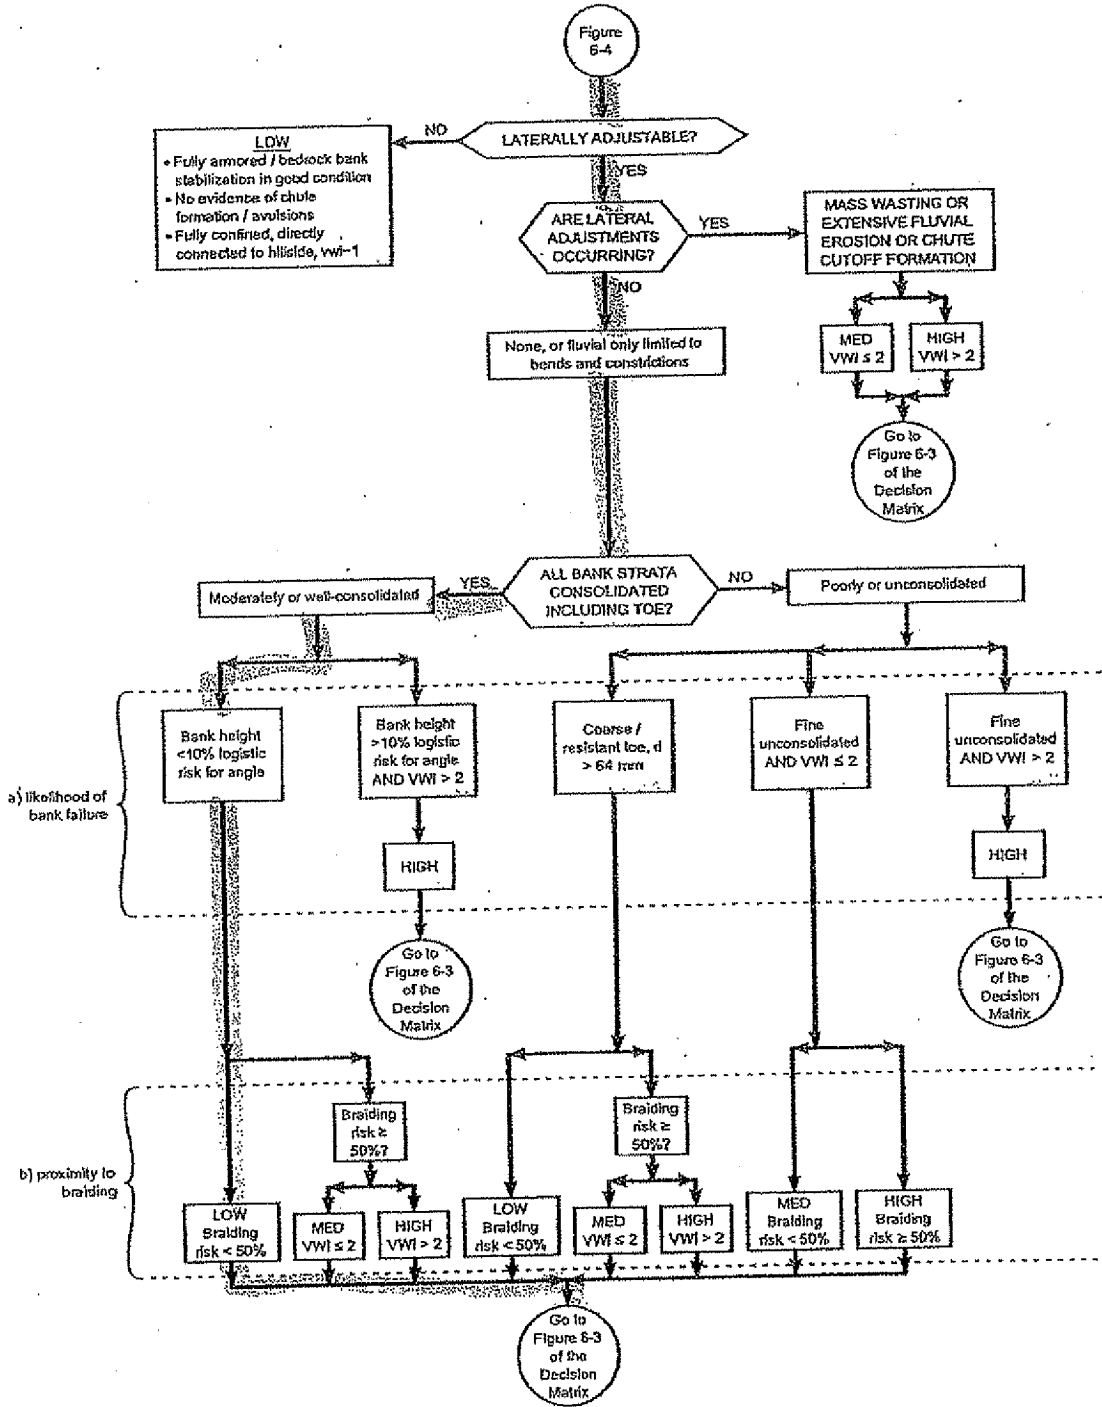 Figure
6-4
LATERALLY ADJUSTABLE?
NO
YES
LOW
• Fully armored / bedrock bank
stabilization in good condition
• No evidence of chute
formation / avulsions
• Fully confined, directly
connected to hillside, vwi~1
ARE LATERAL
ADJUSTMENTS
OCCURRING?
YES
NO
MASS WASTING OR
EXTENSIVE FLUVIAL
EROSION OR CHUTE
CUTOFF FORMATION
MED
VWI ≤ 2
HIGH
VWI > 2
Go to
Figure 6-3
of the
Decision
Matrix
None, or fluvial only limited to
bends and constrictions
ALL BANK STRATA
CONSOLIDATED
INCLUDING TOE?
YES
NO
Moderately or well-consolidated
Poorly or unconsolidated
a) likelihood of
bank failure
Bank height
<10% logistic
risk for angle
Bank height
>10% logistic
risk for angle
AND VWI > 2
Coarse /
resistant toe, d
> 64 mm
Fine
unconsolidated
AND VWI ≤ 2
Fine
unconsolidated
AND VWI > 2
HIGH
HIGH
Go to
Figure 6-3
of the
Decision
Matrix
Go to
Figure 6-3
of the
Decision
Matrix
b) proximity to
braiding
Braiding
risk ≥
50%?
Braiding
risk ≥
50%?
LOW
Braiding
risk < 50%
MED
VWI ≤ 2
HIGH
VWI > 2
LOW
Braiding
risk < 50%
MED
VWI ≤ 2
HIGH
VWI > 2
MED
Braiding
risk < 50%
HIGH
Braiding
risk ≥ 50%
Go to
Figure 6-3
of the
Decision
Matrix